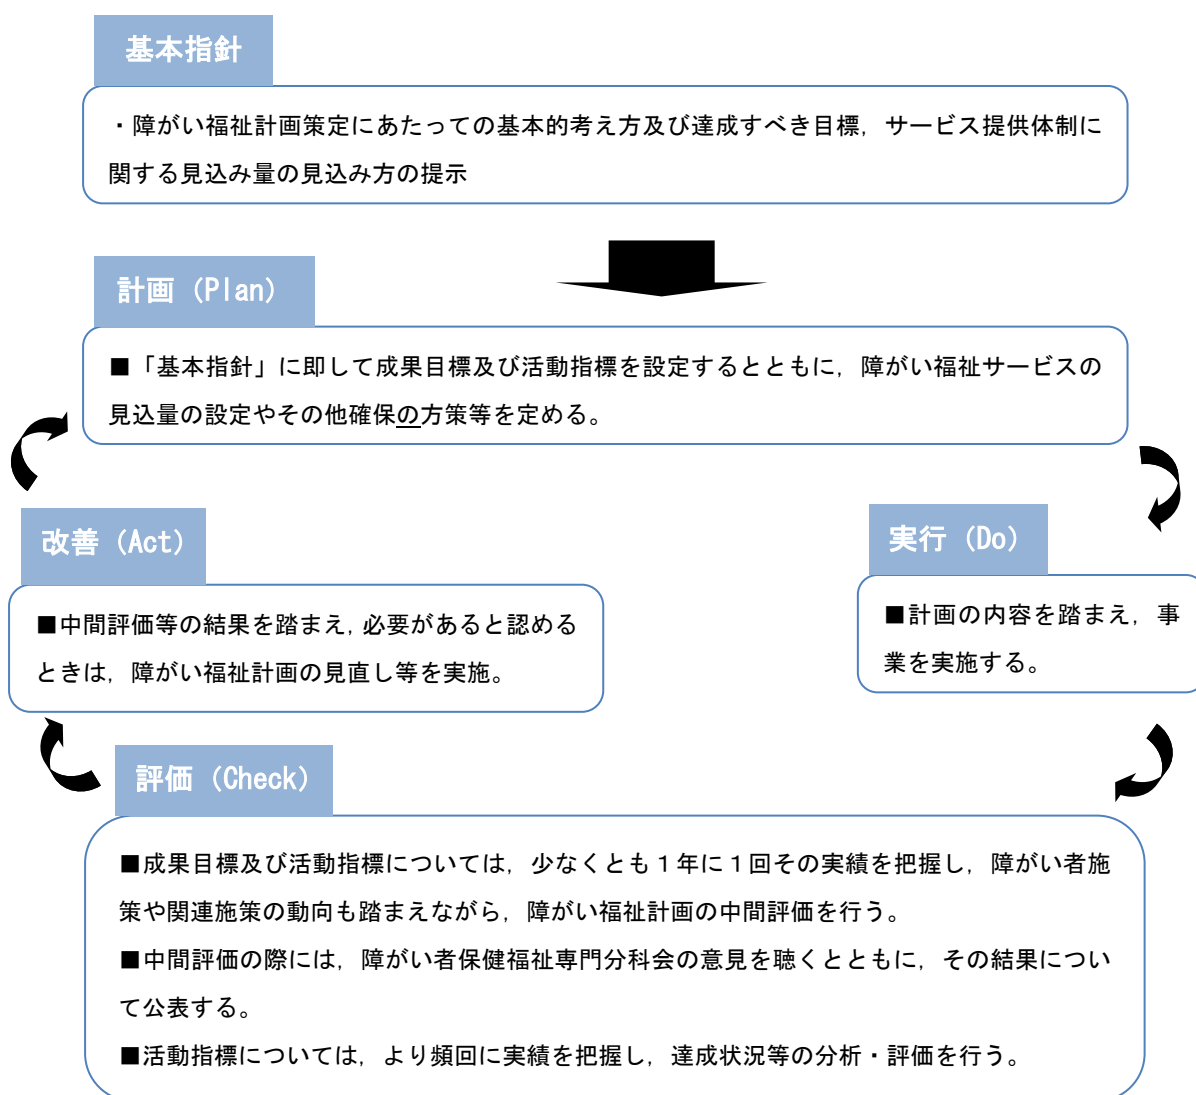 基本指針
・障がい福祉計画策定にあたっての基本的考え方及び達成すべき目標，サービス提供体制に
関する見込み量の見込み方の提示
計画（Plan）
■「基本指針」に即して成果目標及び活動指標を設定するとともに，障がい福祉サービスの
見込量の設定やその他確保の方策等を定める。
改善（Act）
■中間評価等の結果を踏まえ，必要があると認める
ときは，障がい福祉計画の見直し等を実施。
実行（Do）
■計画の内容を踏まえ，事
業を実施する。
評価（Check）
■成果目標及び活動指標については，少なくとも１年に１回その実績を把握し，障がい者施
策や関連施策の動向も踏まえながら，障がい福祉計画の中間評価を行う。
■中間評価の際には，障がい者保健福祉専門分科会の意見を聴くとともに，その結果につい
て公表する。
■活動指標については，より頻回に実績を把握し，達成状況等の分析・評価を行う。